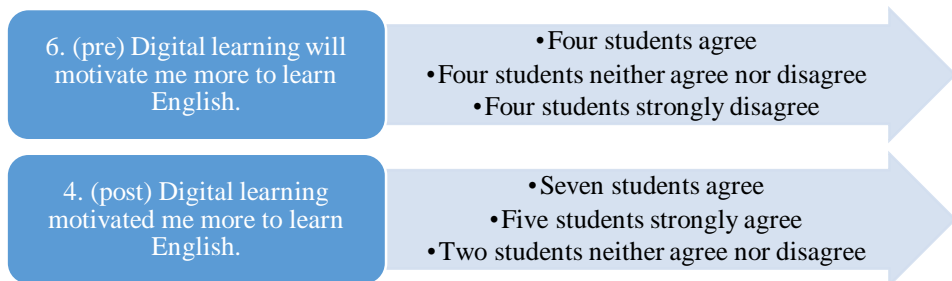 6. (pre) Digital learning will
motivate me more to learn
English.
•Four students agree
•Four students neither agree nor disagree
•Four students strongly disagree
4. (post) Digital learning
motivated me more to learn
English.
•Seven students agree
•Five students strongly agree
•Two students neither agree nor disagree